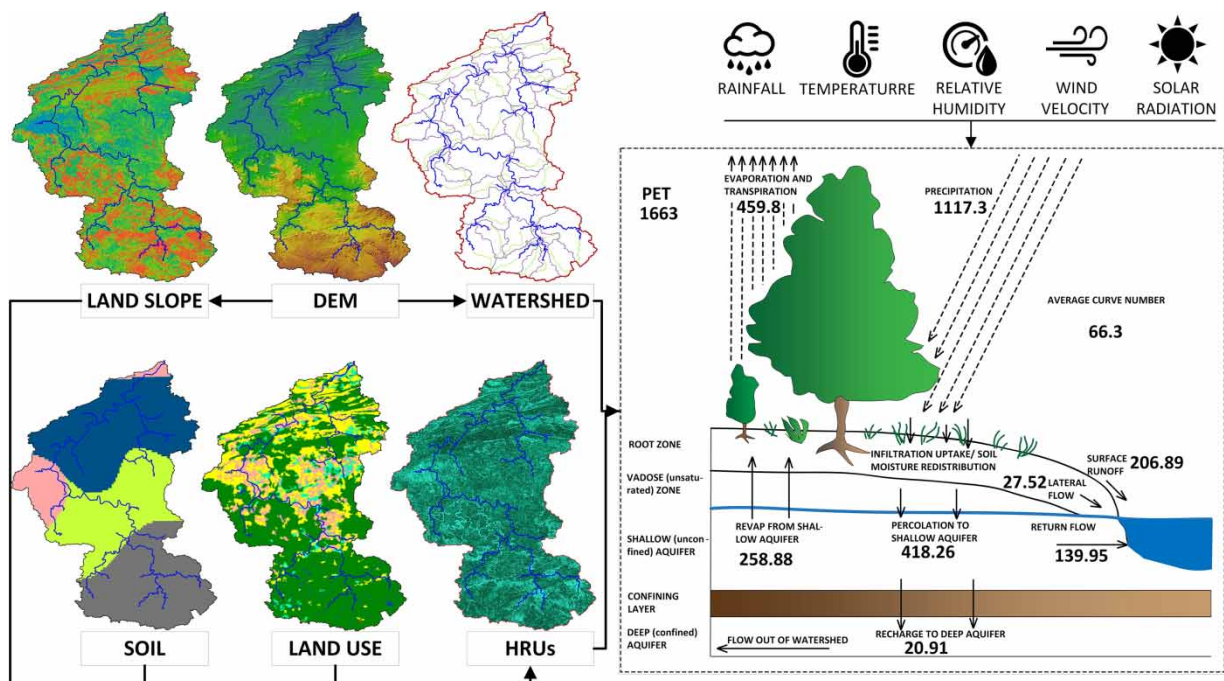 RAINFALL
TEMPERATURRE
RELATIVE
HUMIDITY
WIND
VELOCITY
SOLAR
RADIATION
LAND SLOPE
DEM
WATERSHED
SOIL
LAND USE
HRUs
PET
1663
EVAPORATION AND
TRANSPIRATION
459.8
PRECIPITATION
1117.3
AVERAGE CURVE NUMBER
66.3
ROOT ZONE
INFILTRATION UPTAKE/ SOIL
MOISTURE REDISTRIBUTION
SURFACE
RUNOFF
206.89
VADOSE (unsatu-
rated) ZONE
27.52
LATERAL
FLOW
SHALLOW (uncon-
fined) AQUIFER
REVAP FROM SHAL-
LOW AQUIFER
258.88
PERCOLATION TO
SHALLOW AQUIFER
418.26
RETURN FLOW
139.95
CONFINING
LAYER
DEEP (confined)
AQUIFER
FLOW OUT OF WATERSHED
RECHARGE TO DEEP AQUIFER
20.91